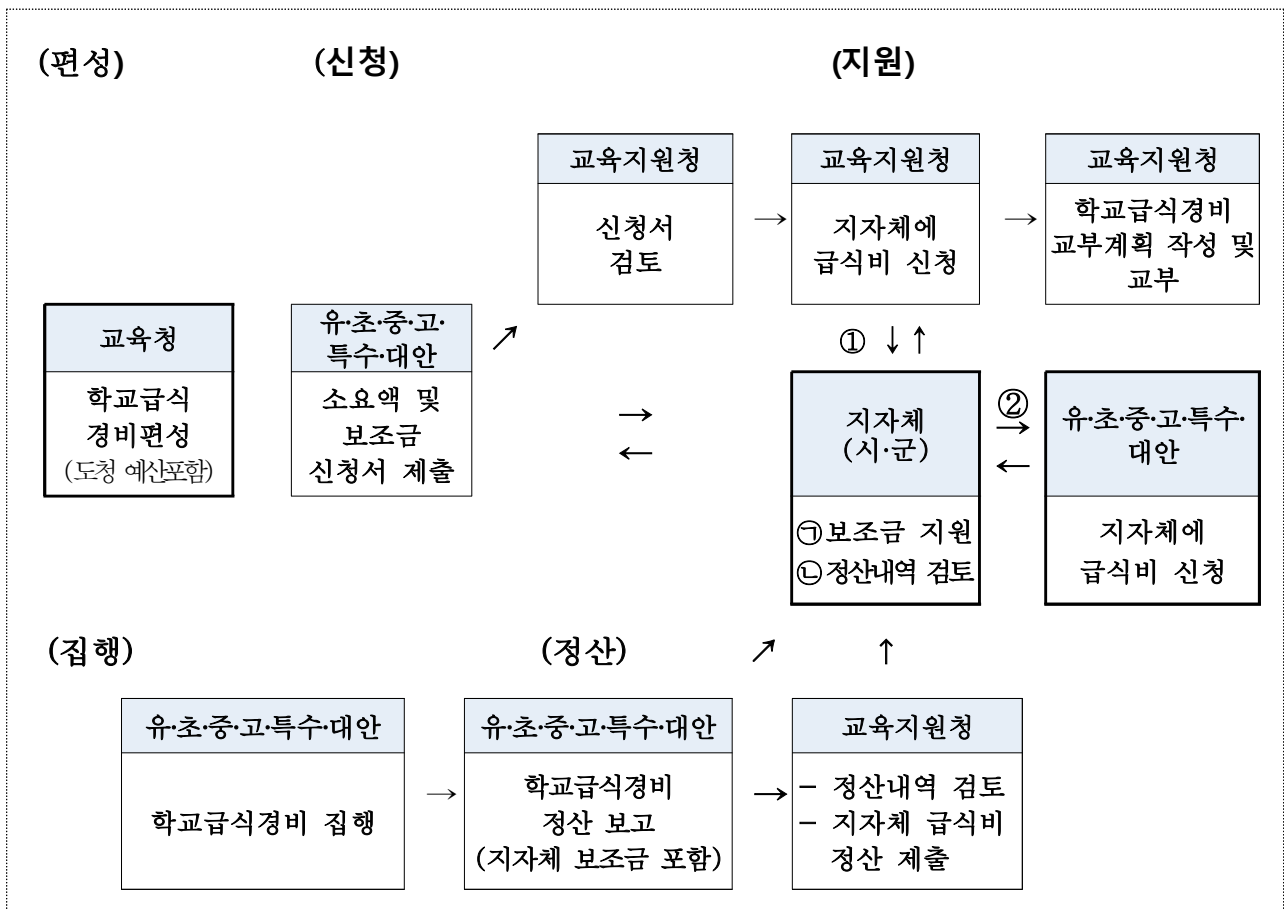 (편성)
(신청)
(지원)
교육지원청
신청서
검토
→
교육지원청
지자체에
급식비 신청
→
교육지원청
학교급식경비
교부계획 작성 및
교부
교육청
학교급식
경비편성
(도청 예산포함)
유·초·중·고·
특수·대안
소요액 및
보조금
신청서 제출
↗
→
←
① ↓↑
지자체
(시·군)
㉠보조금 지원
㉡정산내역 검토
②
→
←
유·초·중·고·특수·
대안
지자체에
급식비 신청
(집행)
(정산)
↗
↑
유·초·중·고·특수·대안
학교급식경비 집행
→
유·초·중·고·특수·대안
학교급식경비
정산 보고
(지자체 보조금 포함)
→
교육지원청
- 정산내역 검토
- 지자체 급식비
정산 제출